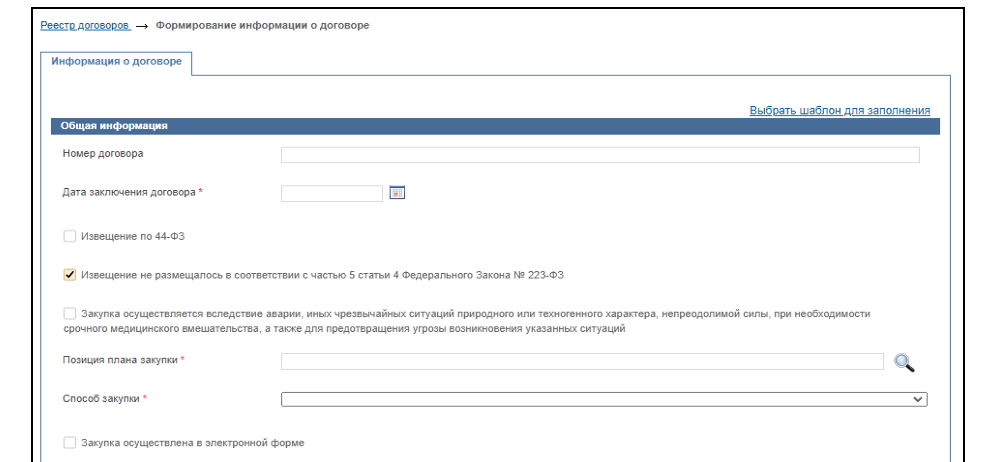 Реестр договоров → Формирование информации о договоре
Информация о договоре
Выбрать шаблон для заполнения
Общая информация
Номер договора
Дата заключения договора *
Извещение по 44-ФЗ
Извещение не размещалось в соответствии с частью 5 статьи 4 Федерального Закона № 223-ФЗ
Закупка осуществляется вследствие аварии, иных чрезвычайных ситуаций природного или техногенного характера, непреодолимой силы, при необходимости
срочного медицинского вмешательства, а также для предотвращения угрозы возникновения указанных ситуаций
Позиция плана закупки *
Способ закупки *
Закупка осуществлена в электронной форме